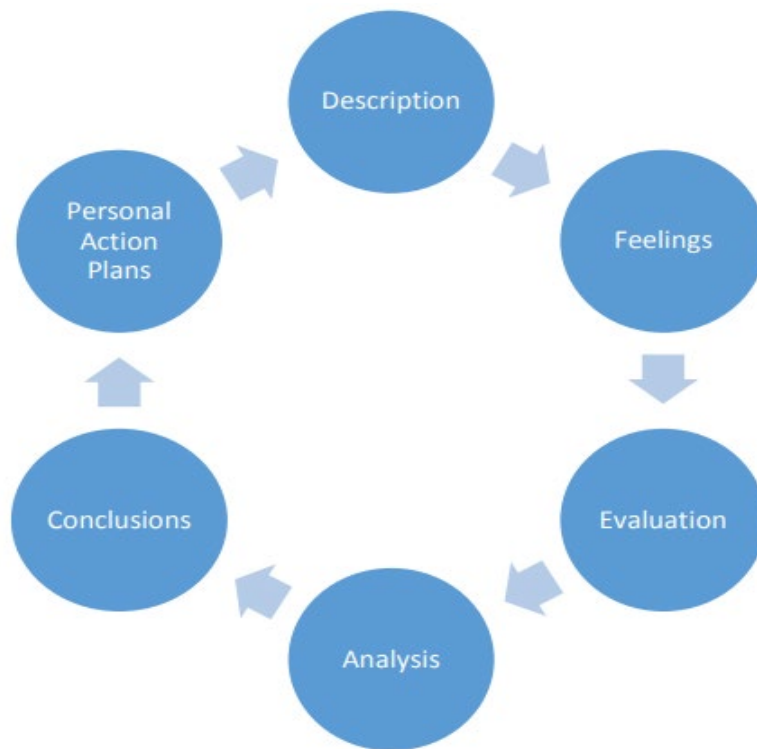 Description
Feelings
Evaluation
Analysis
Conclusions
Personal
Action
Plans